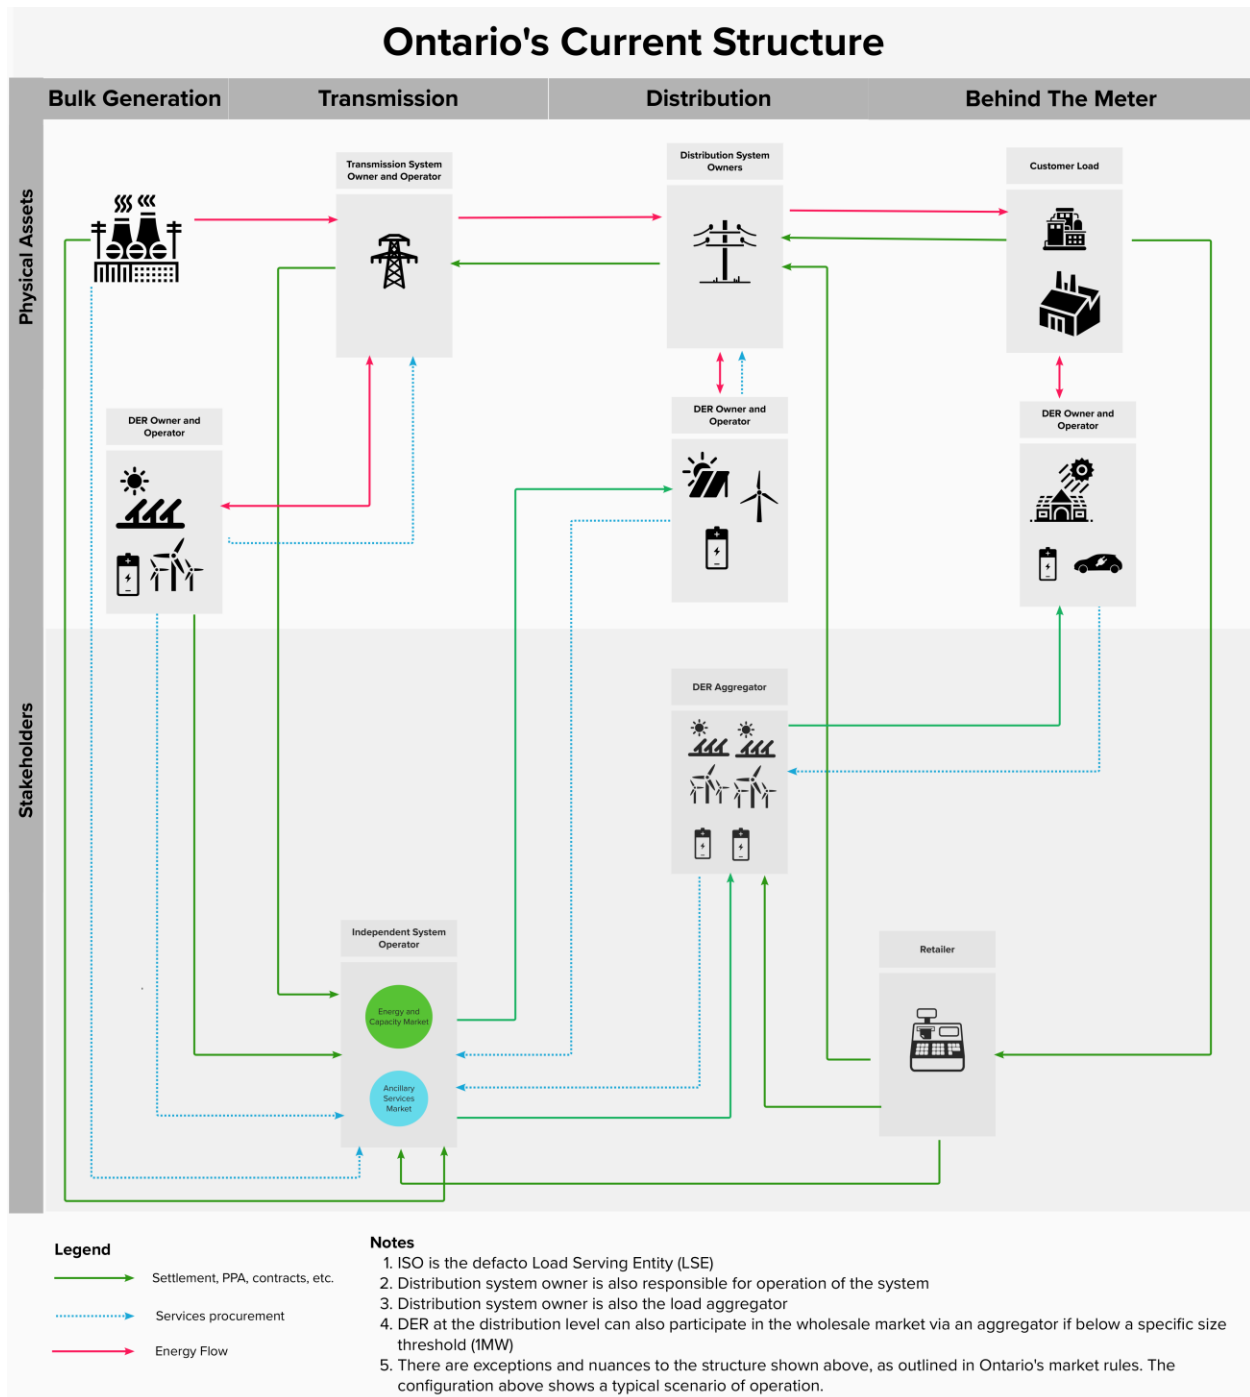 Ontario's Current Structure
Bulk Generation
Transmission
Distribution
Behind The Meter
Physical Assets
Transmission System
Owner and Operator
Distribution System
Owners
Customer Load
DER Owner and
Operator
DER Owner and
Operator
DER Owner and
Operator
Stakeholders
DER Aggregator
Independent System
Operator
Energy and
Capacity Market
Ancillary
Services
Market
Retailer
Legend
Settlement, PPA, contracts, etc.
Services procurement
Energy Flow
Notes
1. ISO is the defacto Load Serving Entity (LSE)
2. Distribution system owner is also responsible for operation of the system
3. Distribution system owner is also the load aggregator
4. DER at the distribution level can also participate in the wholesale market via an aggregator if below a specific size
threshold (1MW)
5. There are exceptions and nuances to the structure shown above, as outlined in Ontario's market rules. The
configuration above shows a typical scenario of operation.